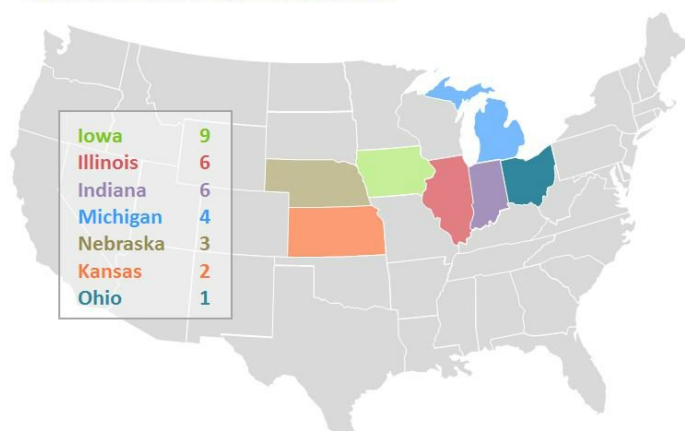 Iowa 9
Illinois 6
Indiana 6
Michigan 4
Nebraska 3
Kansas 2
Ohio 1